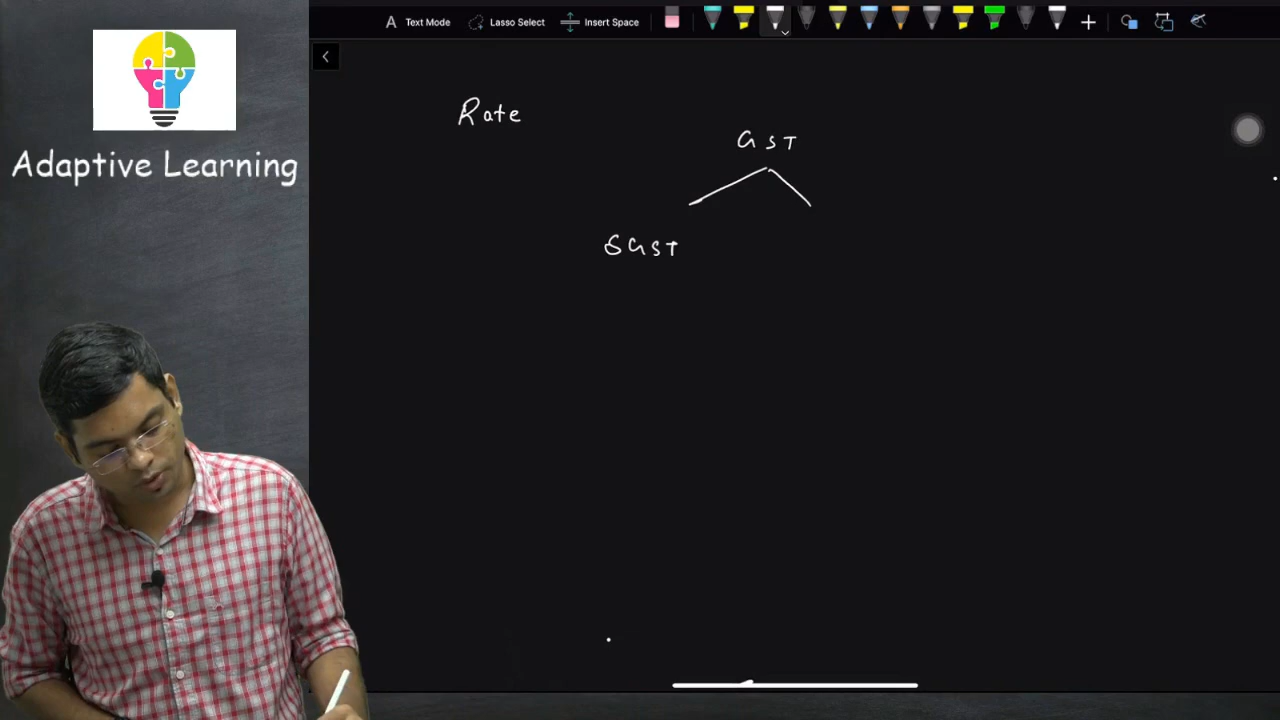 Text Mode
Lasso Select
Insert Space
Adaptive Learning
Rate
GST
SGST